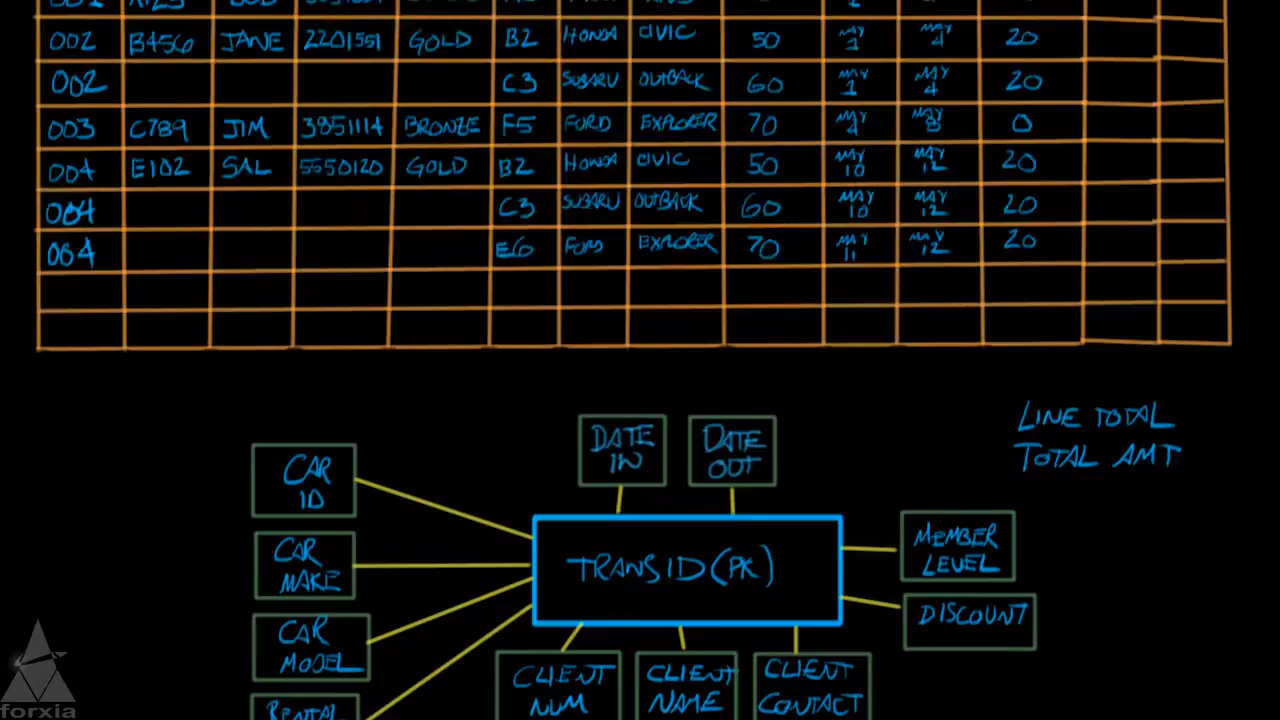 002 B456 JANE 2201551 GOLD B2 HONDA CIVIC 50 MAY 1 MAY 4 20
002 C3 SUBARU OUTBACK 60 MAY 1 MAY 4 20
003 C789 JIM 3851114 BRONZE F5 FORD EXPLORER 70 MAY 4 MAY 8 0
004 E102 SAL 5550120 GOLD B2 HONDA CIVIC 50 MAY 10 MAY 12 20
004 C3 SUBARU OUTBACK 60 MAY 10 MAY 12 20
004 E6 FORD EXPLORER 70 MAY 11 MAY 12 20
LINE TOTAL
TOTAL AMT
DATE
IN
DATE
OUT
CAR
ID
CAR
MAKE
CAR
MODEL
RENTAL
TRANS ID (PK)
MEMBER
LEVEL
DISCOUNT
CLIENT
NUM
CLIENT
NAME
CLIENT
CONTACT
forxia